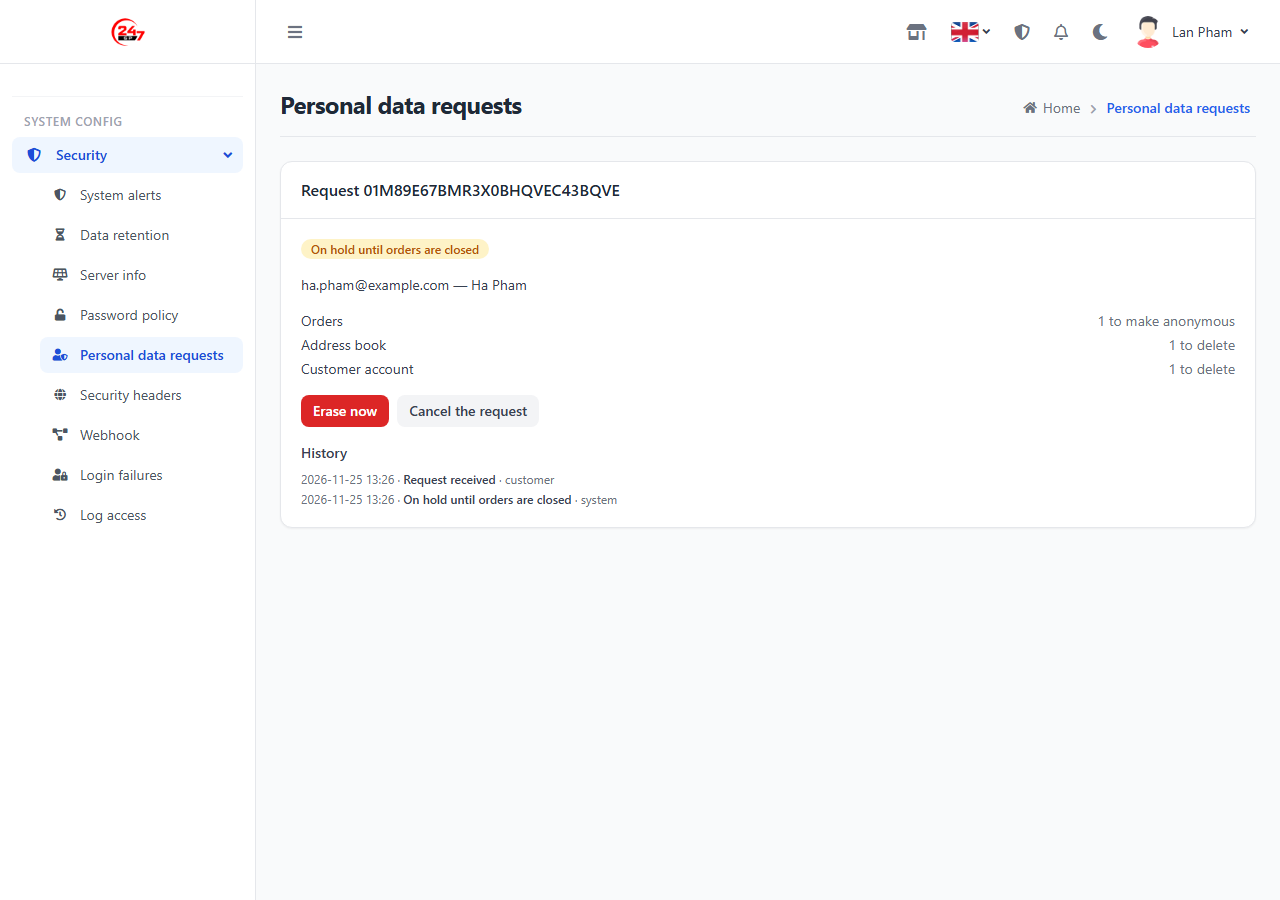 247
Lan Pham
SYSTEM CONFIG
Security
System alerts
Data retention
Server info
Password policy
Personal data requests
Security headers
Webhook
Login failures
Log access
Personal data requests
Home
Personal data requests
Request 01M89E67BMR3X0BHQVEC43BQVE
On hold until orders are closed
ha.pham@example.com — Ha Pham
Orders 1 to make anonymous
Address book 1 to delete
Customer account 1 to delete
Erase now Cancel the request
History
2026-11-25 13:26 · Request received · customer
2026-11-25 13:26 · On hold until orders are closed · system